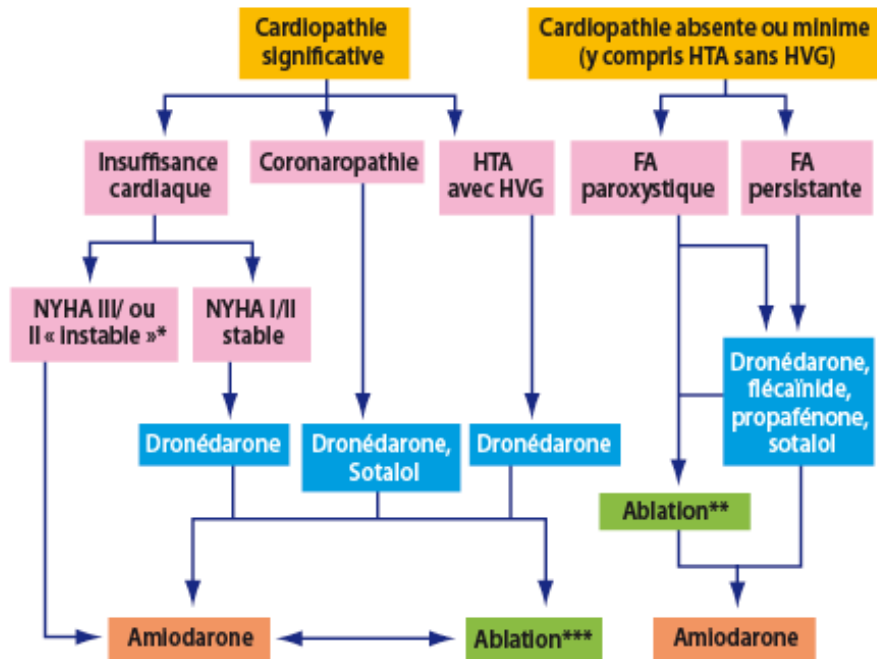 Cardiopathie
significative
Cardiopathie absente ou minime
(y compris HTA sans HVG)
Insuffisance
cardiaque
Coronaropathie
HTA
avec HVG
FA
paroxystique
FA
persistante
NYHA III/ ou
II « instable »*
NYHA I/II
stable
Dronédarone
Dronédarone,
Sotalol
Dronédarone
Dronédarone,
flécaïnide,
propafénone,
sotalol
Ablation**
Amiodarone
Ablation***
Amiodarone